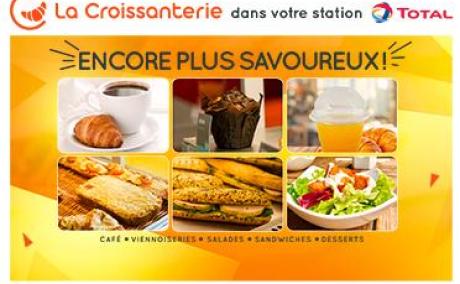 La Croissanterie dans votre station TOTAL
ENCORE PLUS SAVOUREUX!
CAFÉ • VIENNOISERIES • SALADES • SANDWICHES • DESSERTS